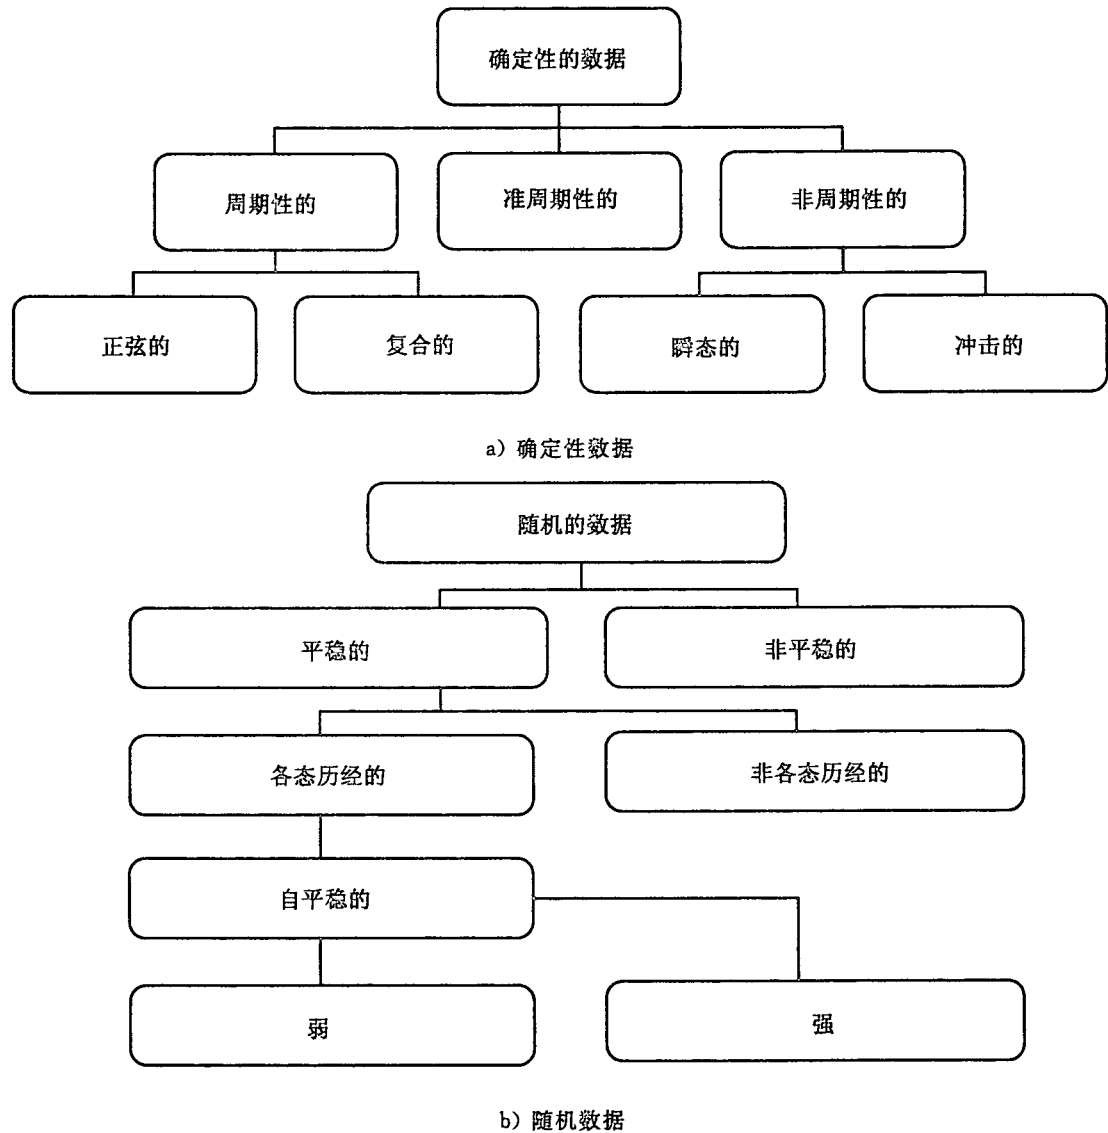 确定性的数据
周期性的
准周期性的
非周期性的
正弦的
复合的
瞬态的
冲击的
a) 确定性数据
随机的数据
平稳的
非平稳的
各态历经的
非各态历经的
自平稳的
弱
强
b) 随机数据